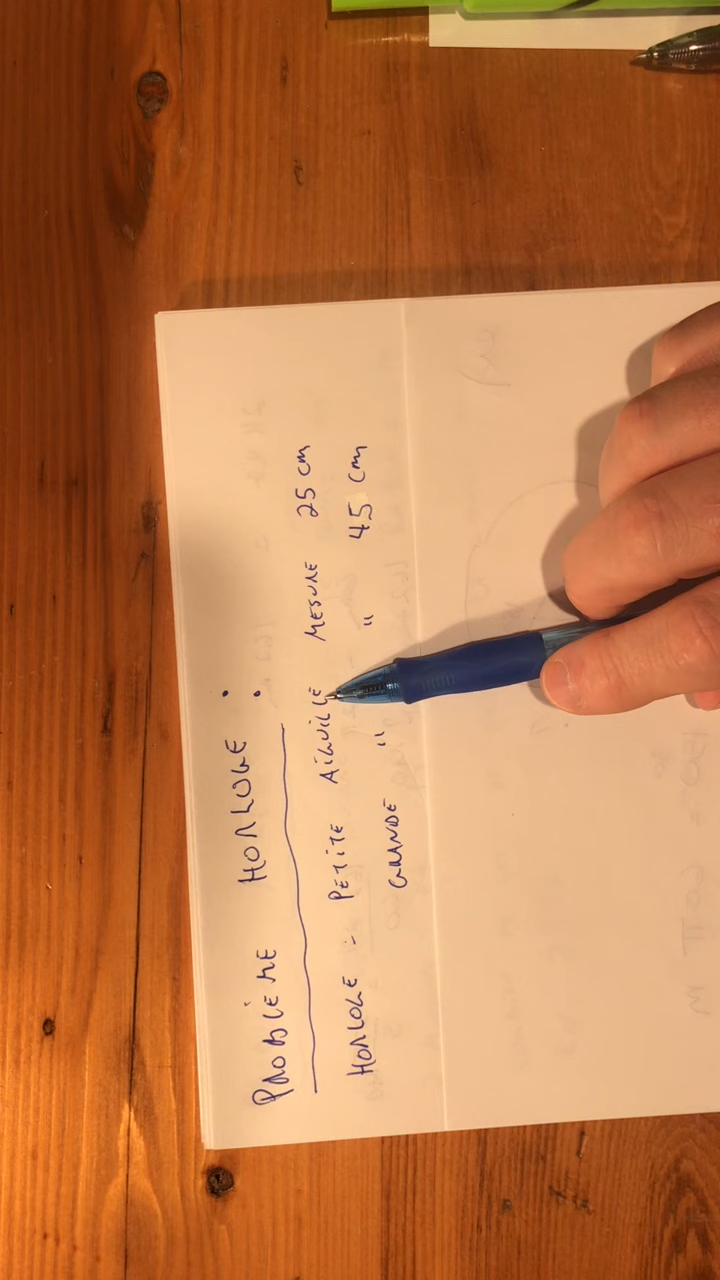 PROBLÈME HORLOGE :
HORLOGE : PETITE AIGUILLE MESURE 25 cm
GRANDE " " 45 cm